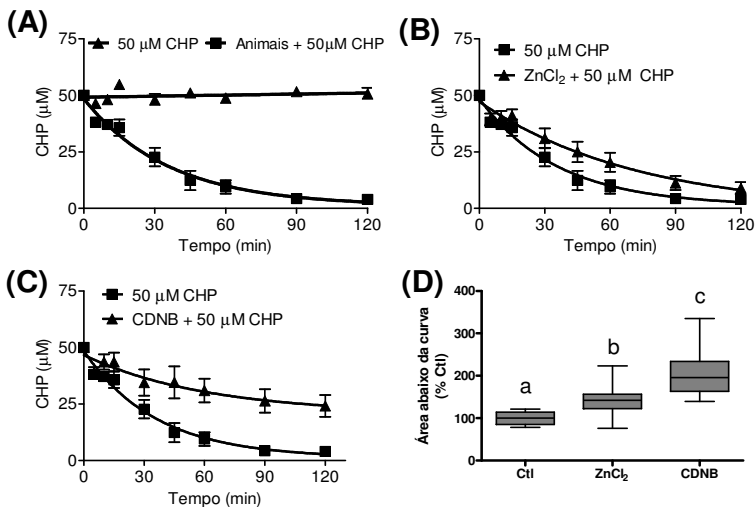 (A)
▲ 50 µM CHP ■ Animais + 50µM CHP
CHP (µM)
75
50
25
0
0 30 60 90 120
Tempo (min)
(B)
■ 50 µM CHP
▲ ZnCl₂ + 50 µM CHP
CHP (µM)
75
50
25
0
0 30 60 90 120
Tempo (min)
(C)
■ 50 µM CHP
▲ CDNB + 50 µM CHP
CHP (µM)
75
50
25
0
0 30 60 90 120
Tempo (min)
(D)
Área abaixo da curva
(% Ctl)
400
300
200
100
0
a
b
c
Ctl ZnCl₂ CDNB